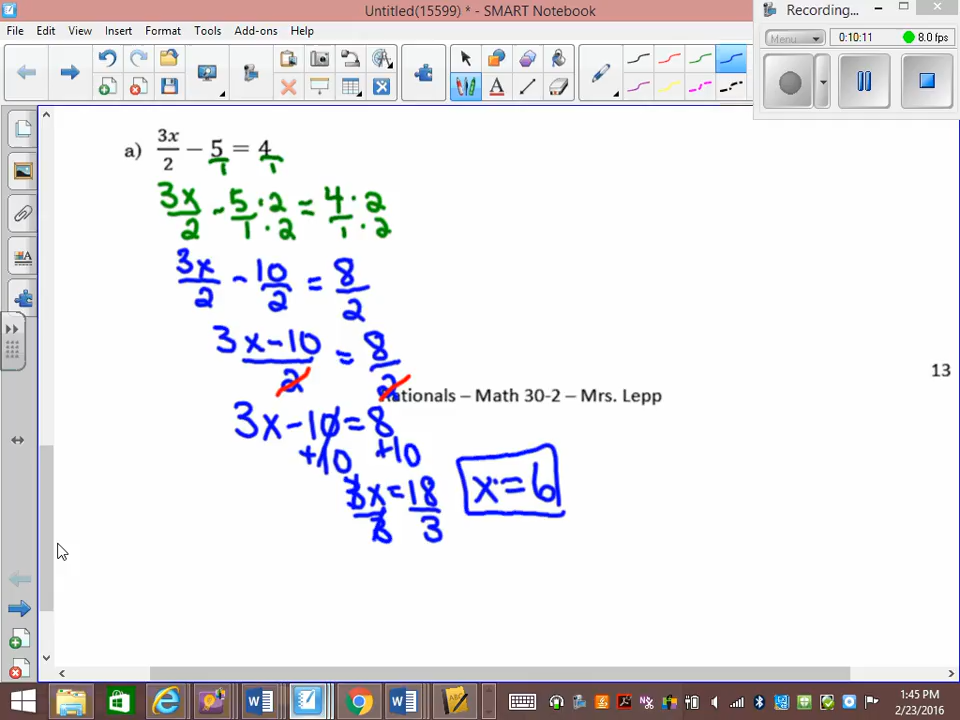 Untitled(15599) * - SMART Notebook
Recording...
File Edit View Insert Format Tools Add-ons Help
Menu
0:10:11
8.0 fps
a) 3x/2 − 5/1 = 4/1
3x/2 - 5·2/1·2 = 4·2/1·2
3x/2 - 10/2 = 8/2
3x-10/2 = 8/2
13
Rationals – Math 30-2 – Mrs. Lepp
3x-10=8
+10 +10
3x/3=18/3
x=6
1:45 PM
2/23/2016